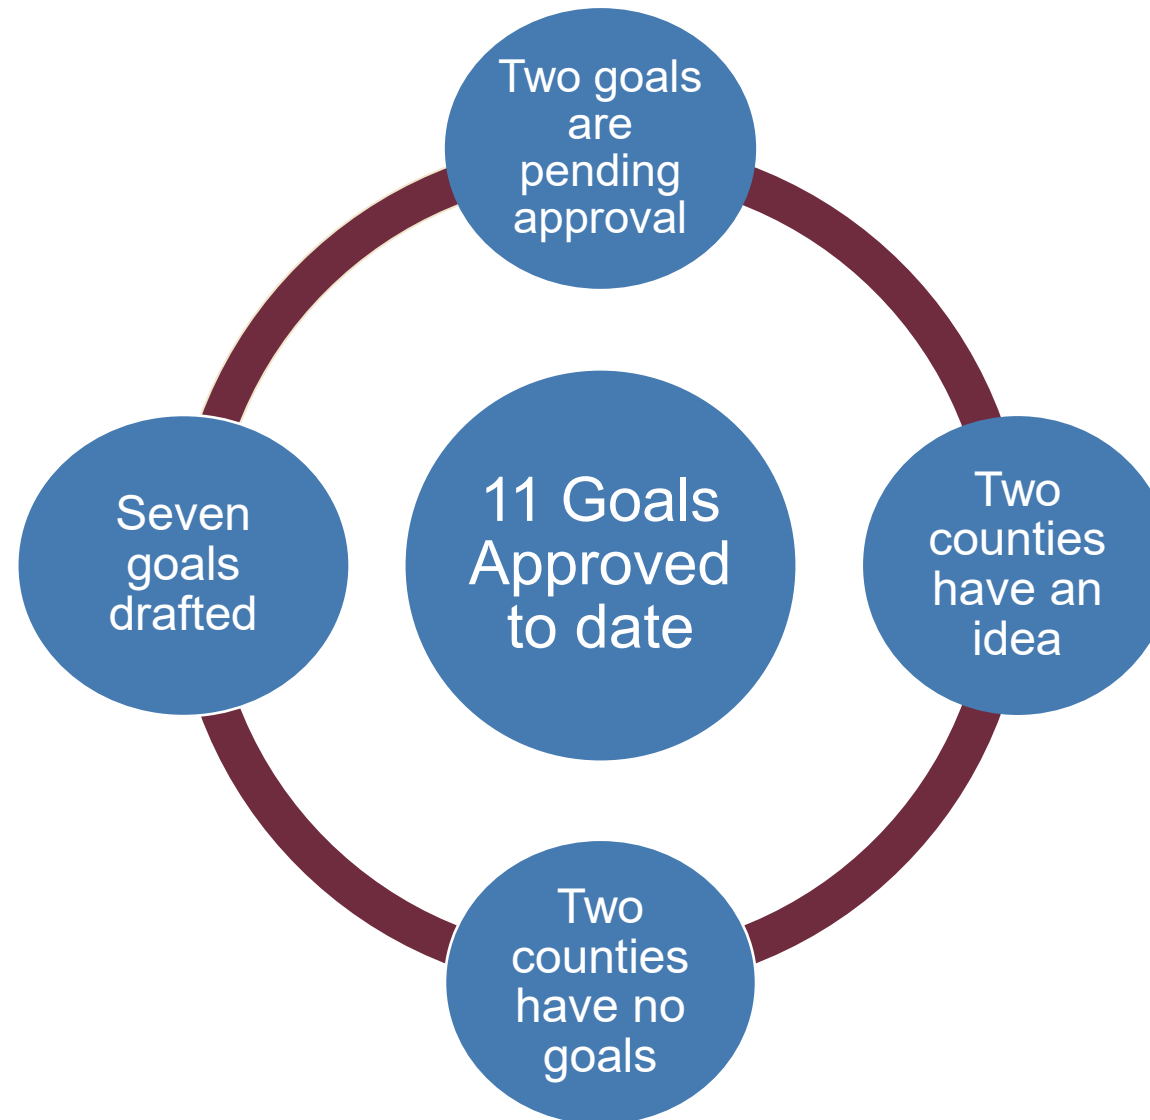 Two goals
are
pending
approval
Seven
goals
drafted
11 Goals
Approved
to date
Two
counties
have an
idea
Two
counties
have no
goals